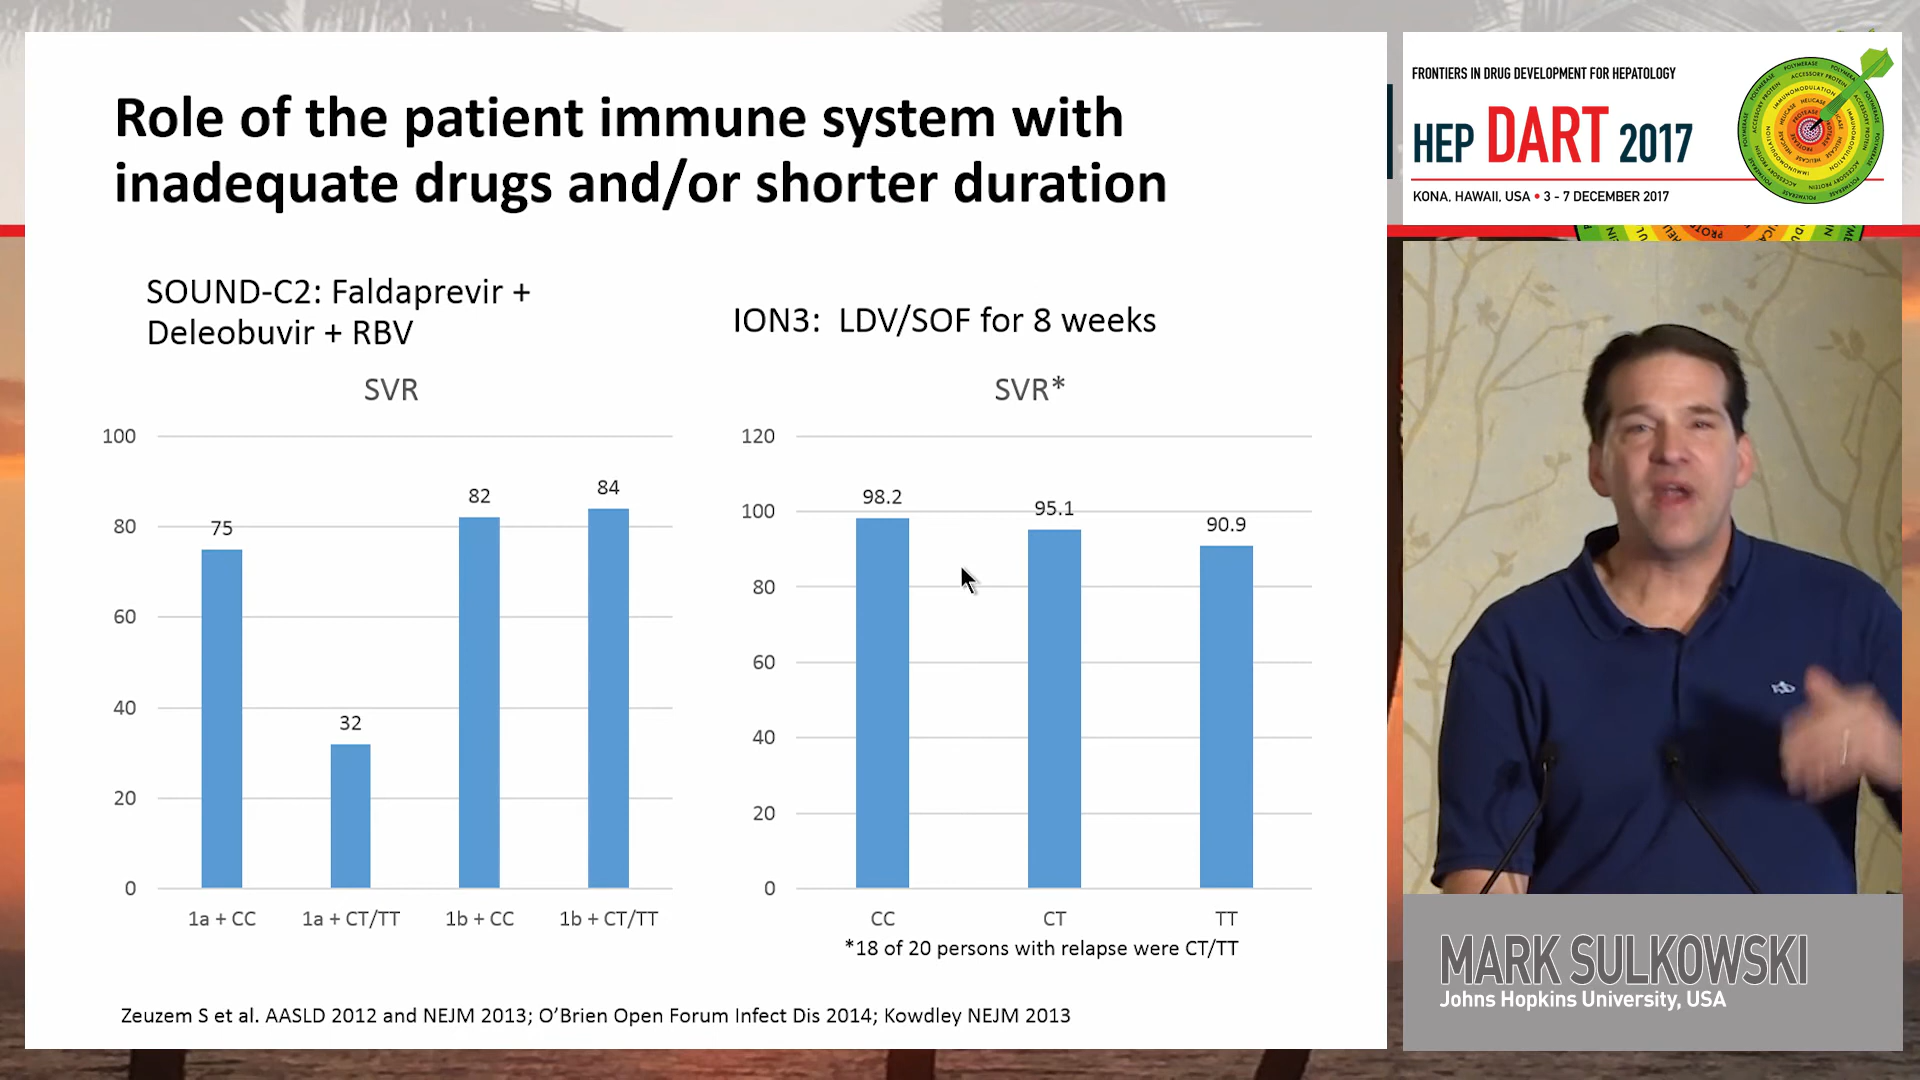 Role of the patient immune system with
inadequate drugs and/or shorter duration
SOUND-C2: Faldaprevir +
Deleobuvir + RBV
SVR
100
80
60
40
20
0
75
32
82
84
1a + CC
1a + CT/TT
1b + CC
1b + CT/TT
ION3: LDV/SOF for 8 weeks
SVR*
120
100
80
60
40
20
0
98.2
95.1
90.9
CC
CT
TT
*18 of 20 persons with relapse were CT/TT
Zeuzem S et al. AASLD 2012 and NEJM 2013; O'Brien Open Forum Infect Dis 2014; Kowdley NEJM 2013
FRONTIERS IN DRUG DEVELOPMENT FOR HEPATOLOGY
HEP DART 2017
KONA, HAWAII, USA • 3 - 7 DECEMBER 2017
MARK SULKOWSKI
Johns Hopkins University, USA